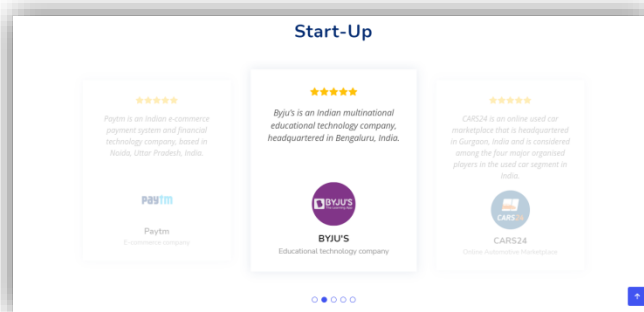 Start-Up
Paytm is an Indian e-commerce
payment system and financial
technology company, based in
Noida, Uttar Pradesh, India.
Paytm
Paytm
E-commerce company
Byju's is an Indian multinational
educational technology company,
headquartered in Bengaluru, India.
BYJU'S
BYJU'S
Educational technology company
CARS24 is an online used car
marketplace that is headquartered
in Gurgaon, India and is considered
among the four major organised
players in the used car segment in
India.
CARS24
CARS24
Online Automotive Marketplace